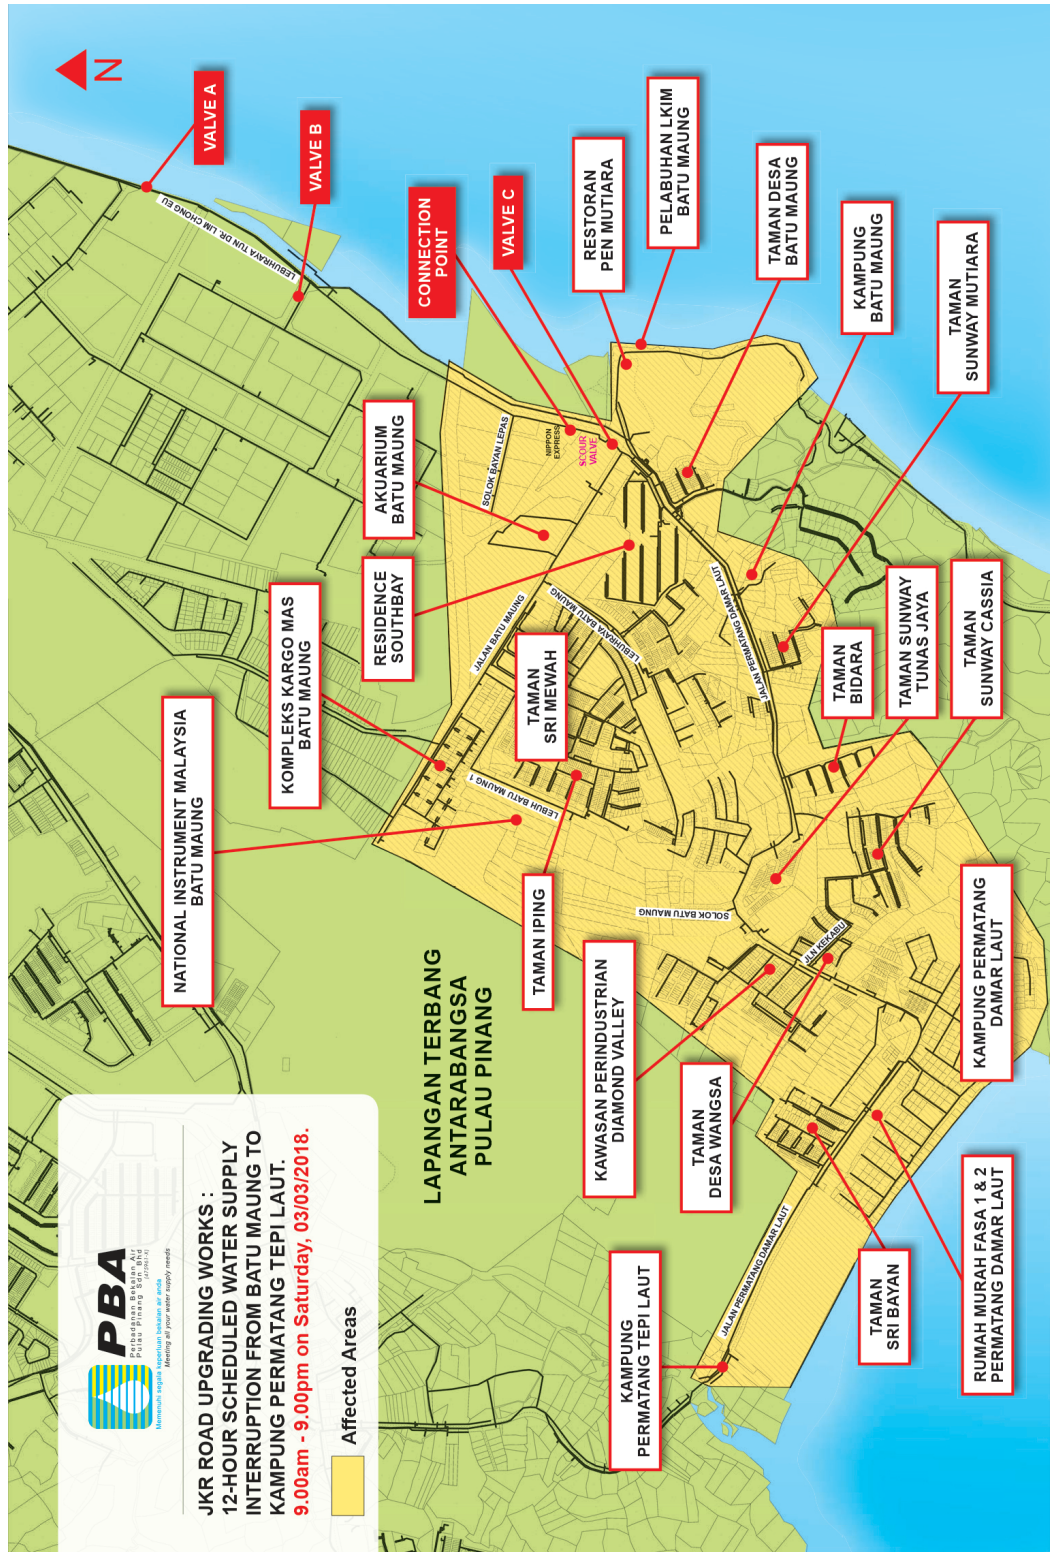 PBA
Perbadanan Bekalan Air
Pulau Pinang Sdn Bhd
(475961-X)
Memenuhi segala keperluan bekalan air anda
Meeting all your water supply needs
JKR ROAD UPGRADING WORKS :
12-HOUR SCHEDULED WATER SUPPLY
INTERRUPTION FROM BATU MAUNG TO
KAMPUNG PERMATANG TEPI LAUT.
9.00am - 9.00pm on Saturday, 03/03/2018.
Affected Areas
N
VALVE A
VALVE B
LEBUHRAYA TUN DR. LIM CHONG EU
CONNECTION
POINT
VALVE C
RESTORAN
PEN MUTIARA
PELABUHAN LKIM
BATU MAUNG
TAMAN DESA
BATU MAUNG
KAMPUNG
BATU MAUNG
TAMAN
SUNWAY MUTIARA
AKUARIUM
BATU MAUNG
SOLOK BAYAN LEPAS
NIPPON
EXPRESS
SCOUR
VALVE
RESIDENCE
SOUTHBAY
KOMPLEKS KARGO MAS
BATU MAUNG
NATIONAL INSTRUMENT MALAYSIA
BATU MAUNG
JALAN BATU MAUNG
LEBUHRAYA BATU MAUNG
TAMAN
SRI MEWAH
LEBUH BATU MAUNG 1
JALAN PERMATANG DAMAR LAUT
TAMAN
BIDARA
TAMAN SUNWAY
TUNAS JAYA
TAMAN
SUNWAY CASSIA
TAMAN IPING
SOLOK BATU MAUNG
LAPANGAN TERBANG
ANTARABANGSA
PULAU PINANG
KAWASAN PERINDUSTRIAN
DIAMOND VALLEY
JLN KEKABU
KAMPUNG PERMATANG
DAMAR LAUT
TAMAN
DESA WANGSA
KAMPUNG
PERMATANG TEPI LAUT
JALAN PERMATANG DAMAR LAUT
TAMAN
SRI BAYAN
RUMAH MURAH FASA 1 & 2
PERMATANG DAMAR LAUT